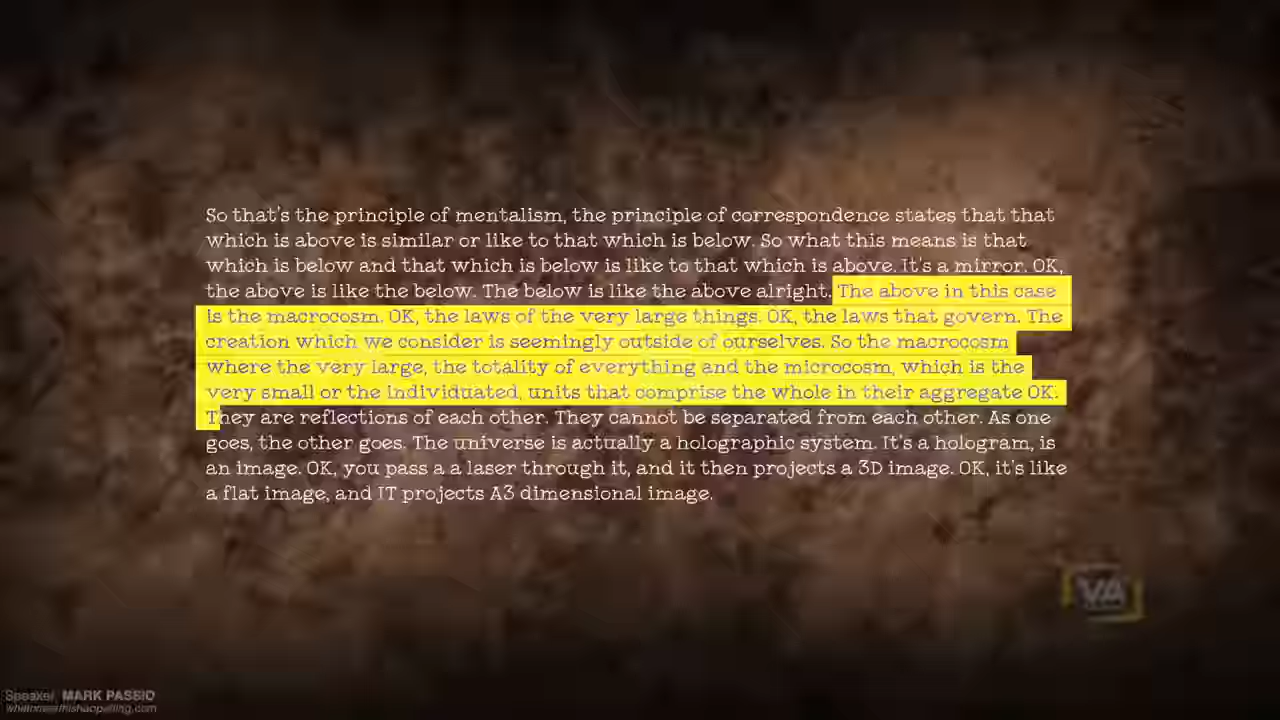 So that's the principle of mentalism, the principle of correspondence states that that
which is above is similar or like to that which is below. So what this means is that
which is below and that which is below is like to that which is above. It's a mirror. OK,
the above is like the below. The below is like the above alright. The above in this case
is the macrocosm. OK, the laws of the very large things. OK, the laws that govern. The
creation which we consider is seemingly outside of ourselves. So the macrocosm
where the very large, the totality of everything and the microcosm, which is the
very small or the individuated, units that comprise the whole in their aggregate OK.
They are reflections of each other. They cannot be separated from each other. As one
goes, the other goes. The universe is actually a holographic system. It's a hologram, is
an image. OK, you pass a a laser through it, and it then projects a 3D image. OK, it's like
a flat image, and IT projects A3 dimensional image.
VA
Speaker: MARK PASSIO